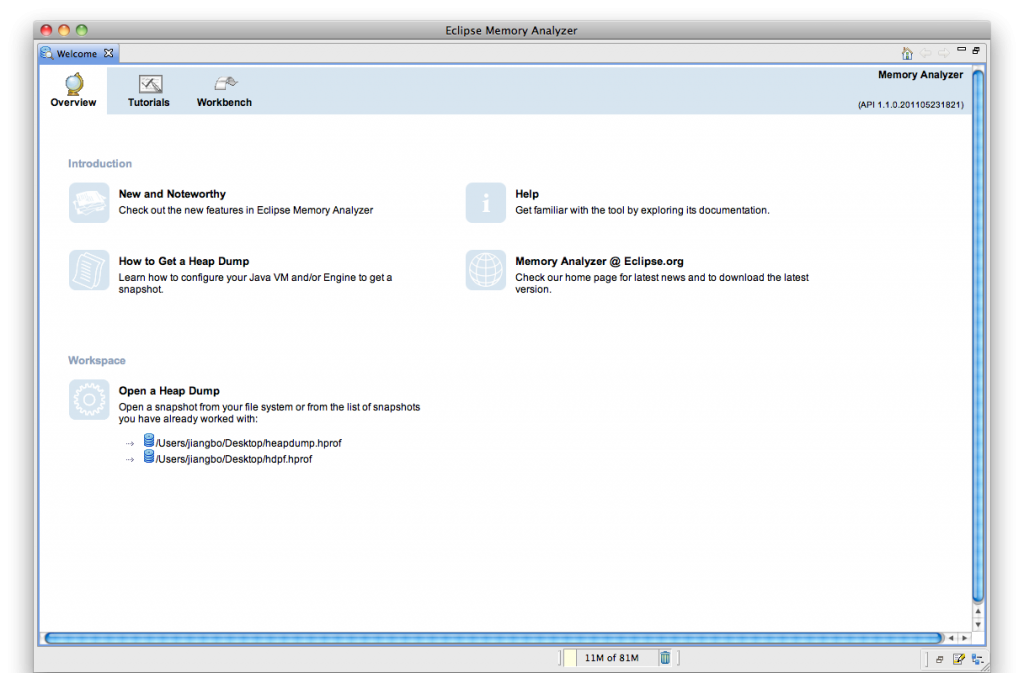 Eclipse Memory Analyzer
Welcome
Overview
Tutorials
Workbench
Memory Analyzer
(API 1.1.0.201105231821)
Introduction
New and Noteworthy
Check out the new features in Eclipse Memory Analyzer
Help
Get familiar with the tool by exploring its documentation.
How to Get a Heap Dump
Learn how to configure your Java VM and/or Engine to get a
snapshot.
Memory Analyzer @ Eclipse.org
Check our home page for latest news and to download the latest
version.
Workspace
Open a Heap Dump
Open a snapshot from your file system or from the list of snapshots
you have already worked with:
/Users/jiangbo/Desktop/heapdump.hprof
/Users/jiangbo/Desktop/hdpf.hprof
11M of 81M